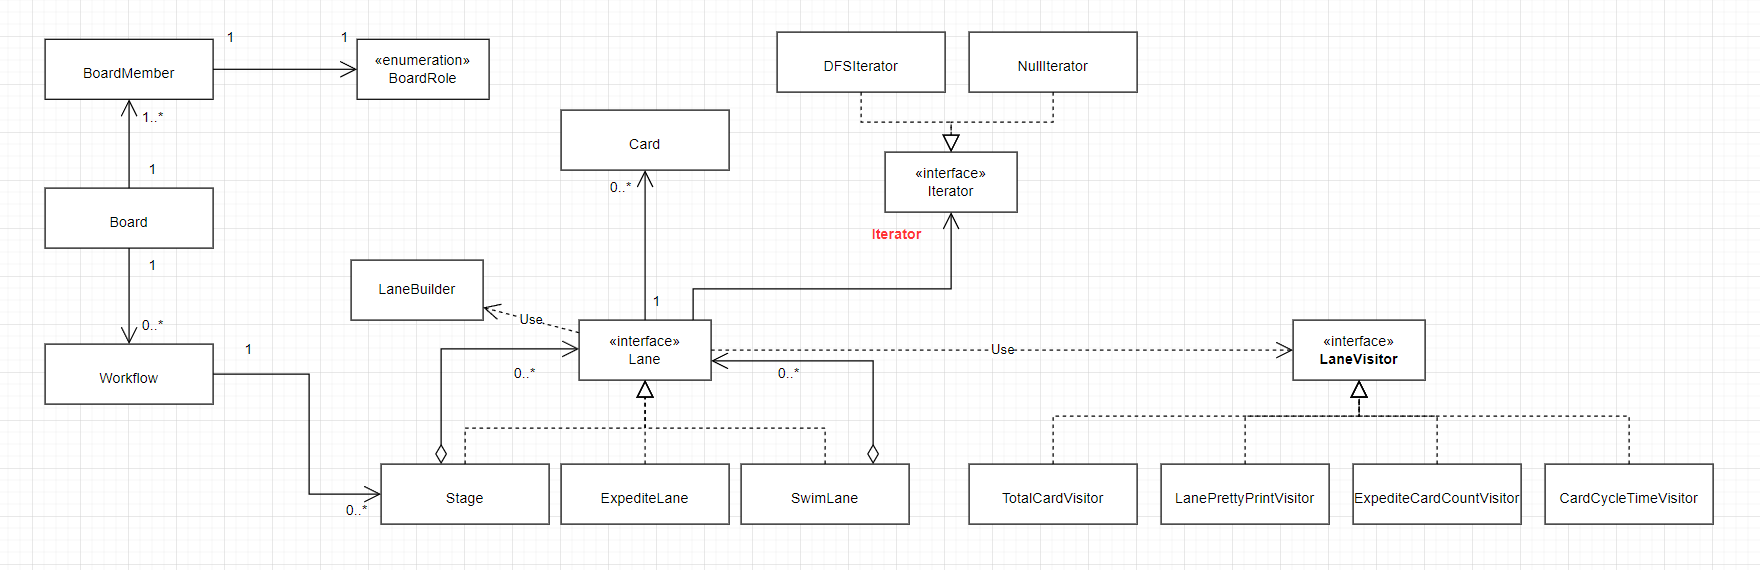 DFSIterator
NullIterator
1
1
BoardMember
«enumeration»
BoardRole
1..*
Card
0..*
«interface»
Iterator
1
Board
Iterator
1
0..*
LaneBuilder
Use
1
«interface»
Lane
Use
«interface»
LaneVisitor
1
Workflow
0..*
0..*
Stage
ExpediteLane
SwimLane
TotalCardVisitor
LanePrettyPrintVisitor
ExpediteCardCountVisitor
CardCycleTimeVisitor
0..*